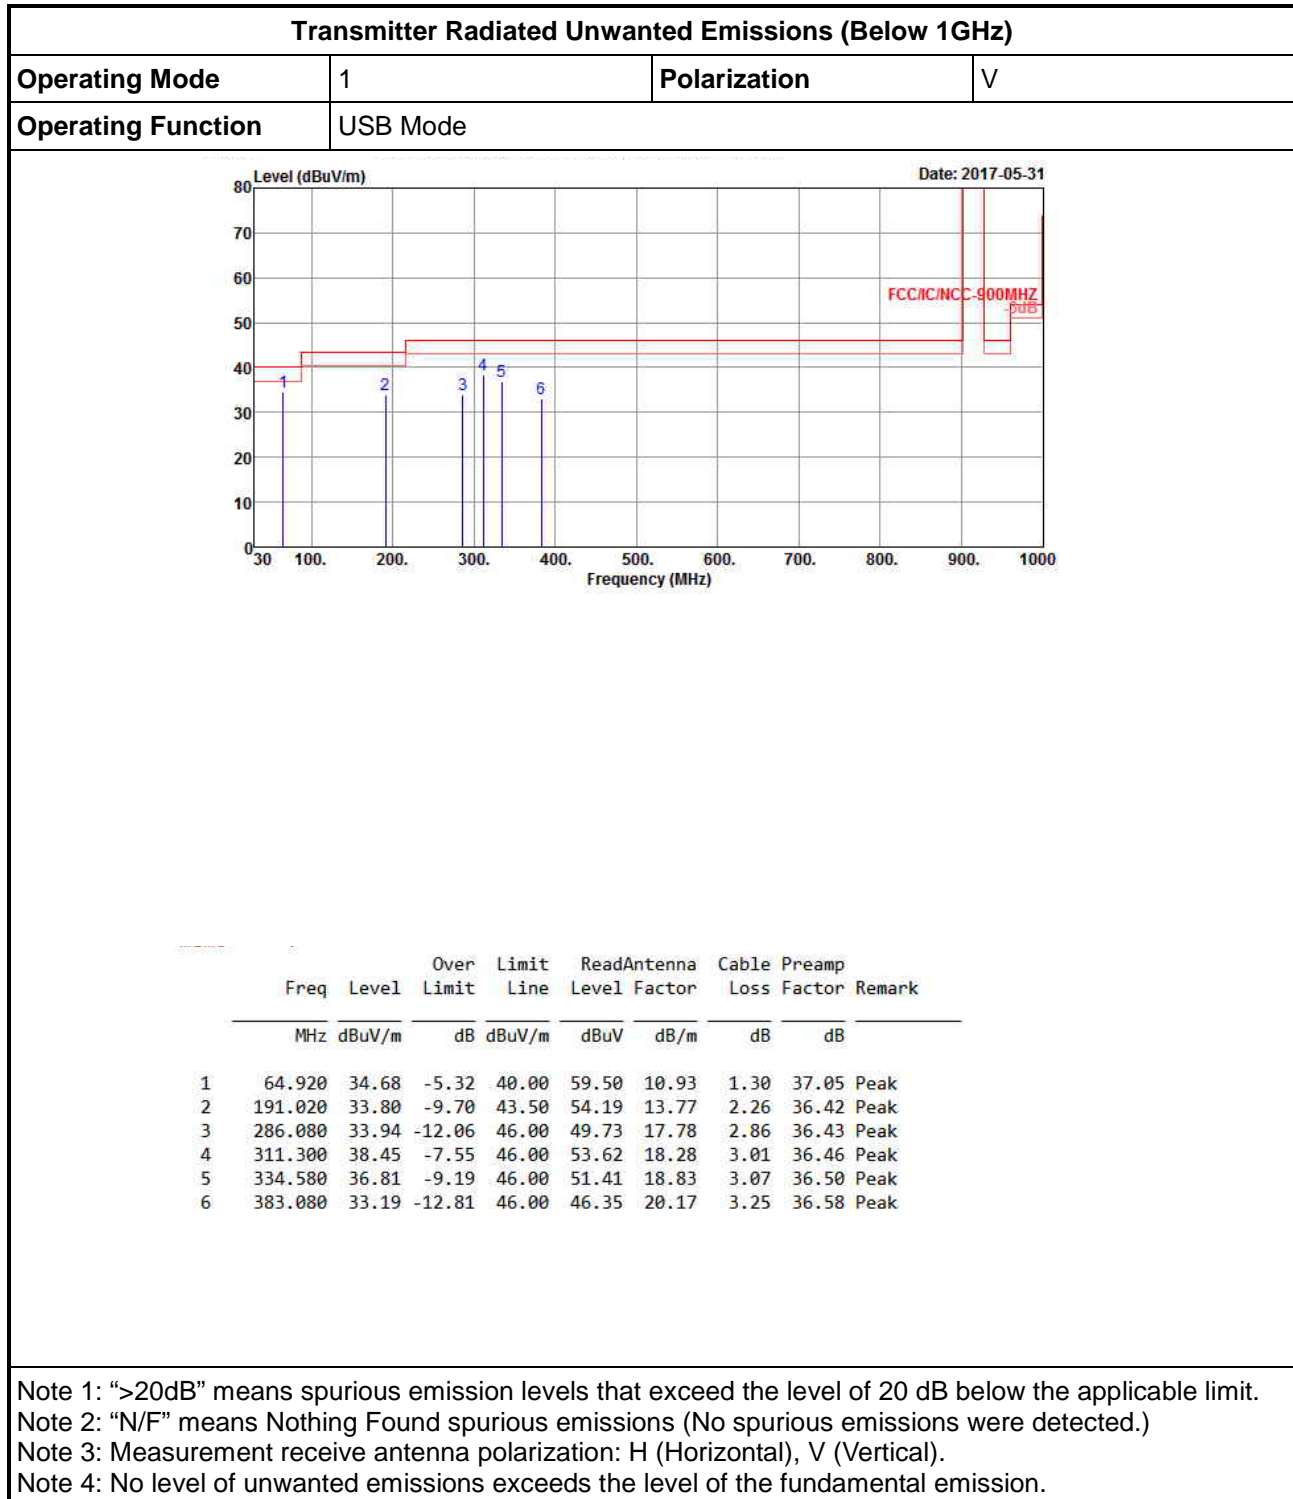 Transmitter Radiated Unwanted Emissions (Below 1GHz)
Operating Mode 1 Polarization V
Operating Function USB Mode
Level (dBuV/m) Date: 2017-05-31
80
70
60
FCC/IC/NCC-900MHZ
50
40
4
1 2 3 5 6
30
20
10
0
30 100. 200. 300. 400. 500. 600. 700. 800. 900. 1000
Frequency (MHz)
Over Limit ReadAntenna Cable Preamp
Freq Level Limit Line Level Factor Loss Factor Remark
MHz dBuV/m dB dBuV/m dBuV dB/m dB dB
1 64.920 34.68 -5.32 40.00 59.50 10.93 1.30 37.05 Peak
2 191.020 33.80 -9.70 43.50 54.19 13.77 2.26 36.42 Peak
3 286.080 33.94 -12.06 46.00 49.73 17.78 2.86 36.43 Peak
4 311.300 38.45 -7.55 46.00 53.62 18.28 3.01 36.46 Peak
5 334.580 36.81 -9.19 46.00 51.41 18.83 3.07 36.50 Peak
6 383.080 33.19 -12.81 46.00 46.35 20.17 3.25 36.58 Peak
Note 1: “>20dB” means spurious emission levels that exceed the level of 20 dB below the applicable limit.
Note 2: “N/F” means Nothing Found spurious emissions (No spurious emissions were detected.)
Note 3: Measurement receive antenna polarization: H (Horizontal), V (Vertical).
Note 4: No level of unwanted emissions exceeds the level of the fundamental emission.